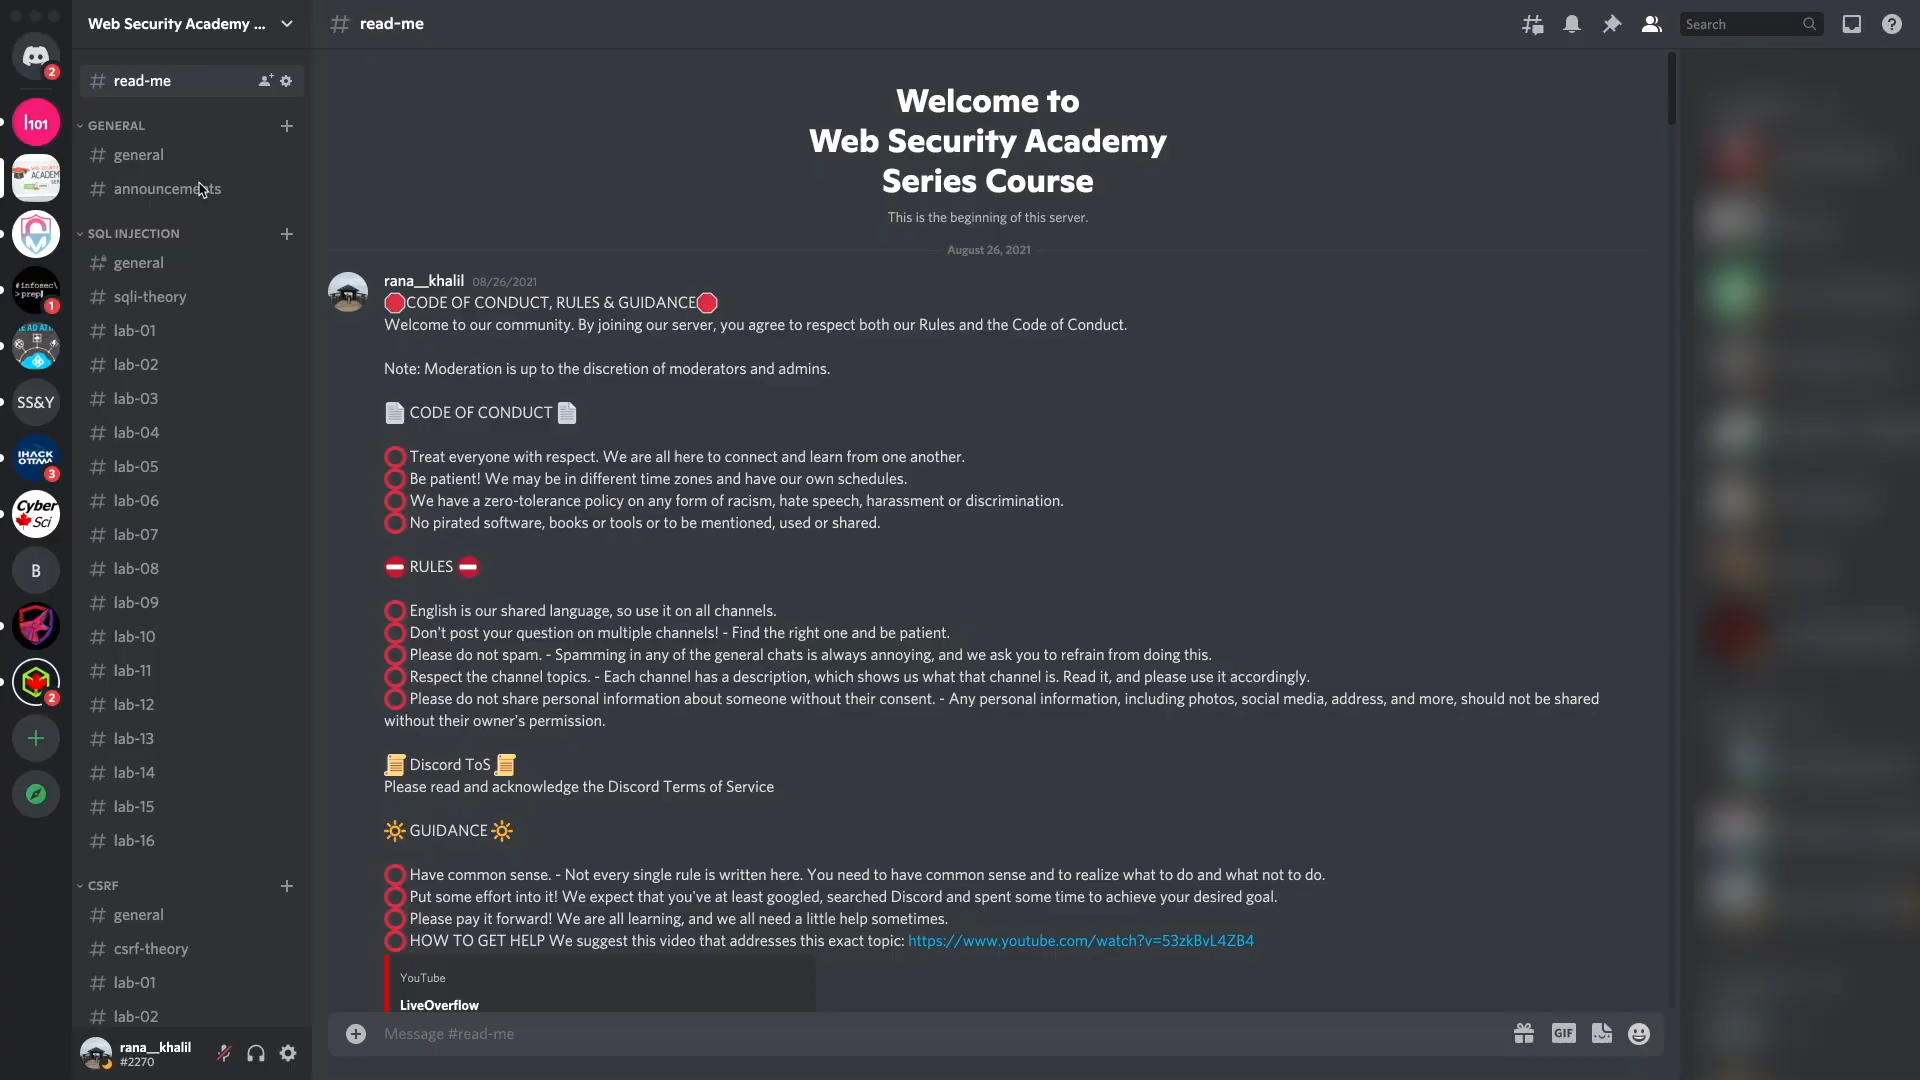 Web Security Academy ...
# read-me
Search
2
# read-me
GENERAL
# general
# announcements
SQL INJECTION
# general
# sqli-theory
# lab-01
# lab-02
# lab-03
# lab-04
# lab-05
# lab-06
# lab-07
# lab-08
# lab-09
# lab-10
# lab-11
# lab-12
# lab-13
# lab-14
# lab-15
# lab-16
CSRF
# general
# csrf-theory
# lab-01
# lab-02
rana__khalil
#2270
I101
ACADEM
#infosec\
> prep
1
EAD AT
SS&Y
IHACK
3
Cyber
Sci
B
2
Welcome to
Web Security Academy
Series Course
This is the beginning of this server.
August 26, 2021
rana__khalil 08/26/2021
🛑CODE OF CONDUCT, RULES & GUIDANCE🛑
Welcome to our community. By joining our server, you agree to respect both our Rules and the Code of Conduct.
Note: Moderation is up to the discretion of moderators and admins.
📄 CODE OF CONDUCT 📄
⭕ Treat everyone with respect. We are all here to connect and learn from one another.
⭕ Be patient! We may be in different time zones and have our own schedules.
⭕ We have a zero-tolerance policy on any form of racism, hate speech, harassment or discrimination.
⭕ No pirated software, books or tools or to be mentioned, used or shared.
⛔ RULES ⛔
⭕ English is our shared language, so use it on all channels.
⭕ Don't post your question on multiple channels! - Find the right one and be patient.
⭕ Please do not spam. - Spamming in any of the general chats is always annoying, and we ask you to refrain from doing this.
⭕ Respect the channel topics. - Each channel has a description, which shows us what that channel is. Read it, and please use it accordingly.
⭕ Please do not share personal information about someone without their consent. - Any personal information, including photos, social media, address, and more, should not be shared
without their owner's permission.
📜 Discord ToS 📜
Please read and acknowledge the Discord Terms of Service
🔆 GUIDANCE 🔆
⭕ Have common sense. - Not every single rule is written here. You need to have common sense and to realize what to do and what not to do.
⭕ Put some effort into it! We expect that you've at least googled, searched Discord and spent some time to achieve your desired goal.
⭕ Please pay it forward! We are all learning, and we all need a little help sometimes.
⭕ HOW TO GET HELP We suggest this video that addresses this exact topic: https://www.youtube.com/watch?v=53zkBvL4ZB4
YouTube
LiveOverflow
Message #read-me
GIF